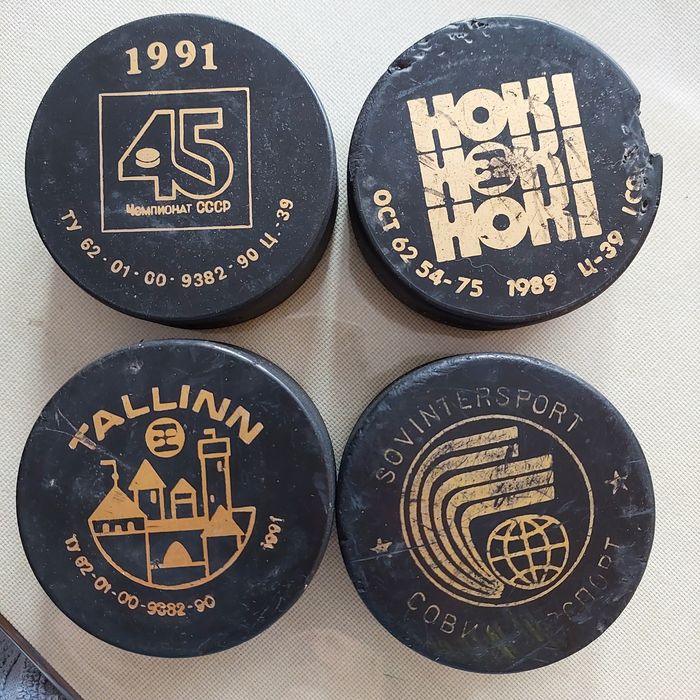 1991
45
Чемпионат СССР
ТУ 62-01-00-9382-90 Ц-39
HOKI
HOKI
HOKI
ОСТ 62 54-75 1989 Ц-39
TALLINN
1991
ТУ 62-01-00-9382-90
SOVINTERSPORT